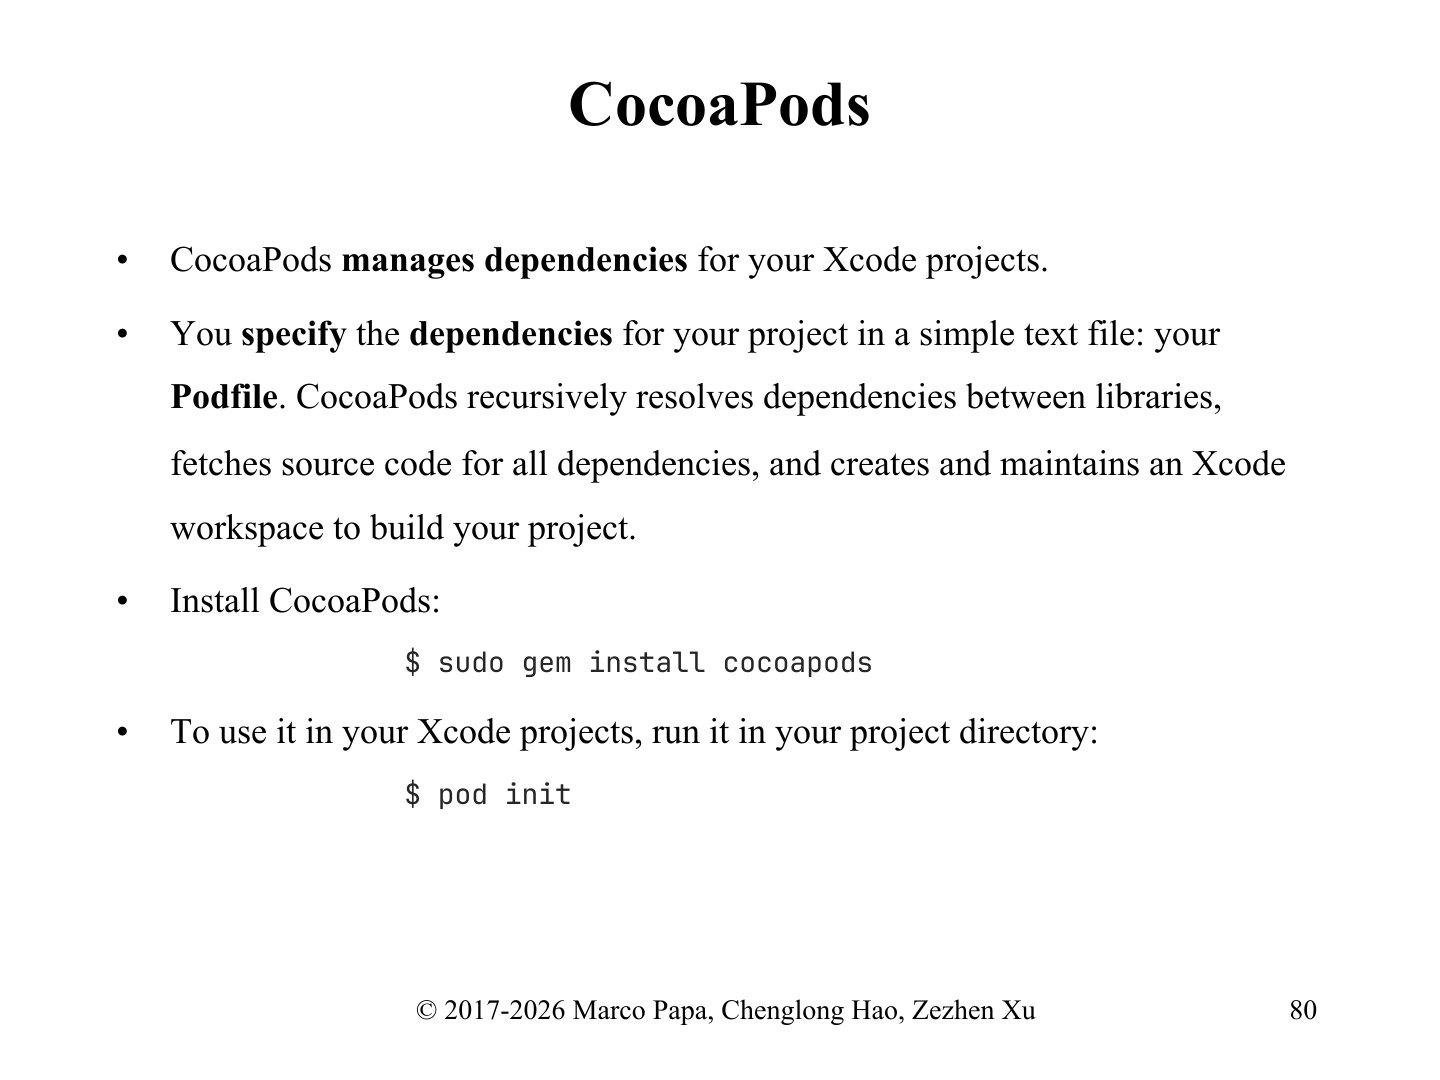 CocoaPods
• CocoaPods manages dependencies for your Xcode projects.
• You specify the dependencies for your project in a simple text file: your
Podfile. CocoaPods recursively resolves dependencies between libraries,
fetches source code for all dependencies, and creates and maintains an Xcode
workspace to build your project.
• Install CocoaPods:
$ sudo gem install cocoapods
• To use it in your Xcode projects, run it in your project directory:
$ pod init
© 2017-2026 Marco Papa, Chenglong Hao, Zezhen Xu 80